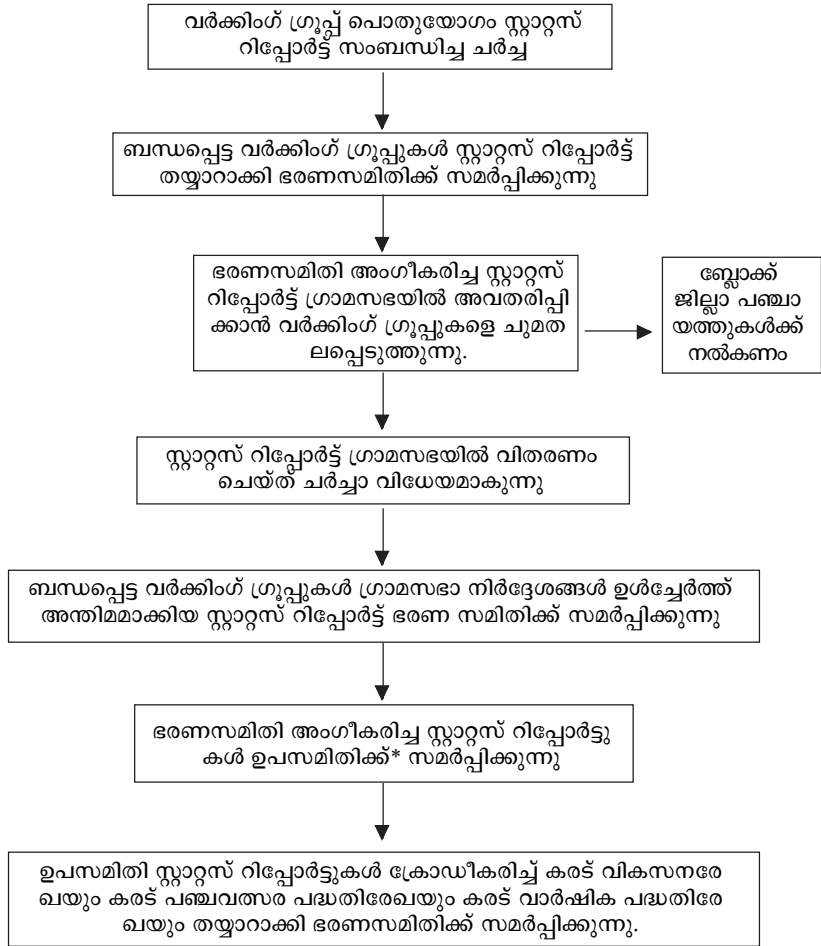 വർക്കിംഗ് ഗ്രൂപ്പ് പൊതുയോഗം സ്റ്റാറ്റസ്
റിപ്പോർട്ട് സംബന്ധിച്ച ചർച്ച
ബന്ധപ്പെട്ട വർക്കിംഗ് ഗ്രൂപ്പുകൾ സ്റ്റാറ്റസ് റിപ്പോർട്ട്
തയ്യാറാക്കി ഭരണസമിതിക്ക് സമർപ്പിക്കുന്നു
ഭരണസമിതി അംഗീകരിച്ച സ്റ്റാറ്റസ്
റിപ്പോർട്ട് ഗ്രാമസഭയിൽ അവതരിപ്പി
ക്കാൻ വർക്കിംഗ് ഗ്രൂപ്പുകളെ ചുമത
ലപ്പെടുത്തുന്നു.
ബ്ലോക്ക്
ജില്ലാ പഞ്ചാ
യത്തുകൾക്ക്
നൽകണം
സ്റ്റാറ്റസ് റിപ്പോർട്ട് ഗ്രാമസഭയിൽ വിതരണം
ചെയ്ത് ചർച്ചാ വിധേയമാകുന്നു
ബന്ധപ്പെട്ട വർക്കിംഗ് ഗ്രൂപ്പുകൾ ഗ്രാമസഭാ നിർദ്ദേശങ്ങൾ ഉൾച്ചേർത്ത്
അന്തിമമാക്കിയ സ്റ്റാറ്റസ് റിപ്പോർട്ട് ഭരണ സമിതിക്ക് സമർപ്പിക്കുന്നു
ഭരണസമിതി അംഗീകരിച്ച സ്റ്റാറ്റസ് റിപ്പോർട്ടു
കൾ ഉപസമിതിക്ക്* സമർപ്പിക്കുന്നു
ഉപസമിതി സ്റ്റാറ്റസ് റിപ്പോർട്ടുകൾ ക്രോഡീകരിച്ച് കരട് വികസനരേ
ഖയും കരട് പഞ്ചവത്സര പദ്ധതിരേഖയും കരട് വാർഷിക പദ്ധതിരേ
ഖയും തയ്യാറാക്കി ഭരണസമിതിക്ക് സമർപ്പിക്കുന്നു.